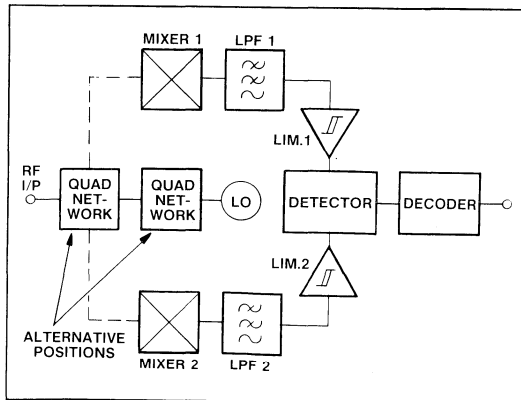 MIXER 1
LPF 1
LIM.1
RF
I/P
QUAD
NET-
WORK
QUAD
NET-
WORK
LO
DETECTOR
DECODER
LIM.2
ALTERNATIVE
POSITIONS
MIXER 2
LPF 2